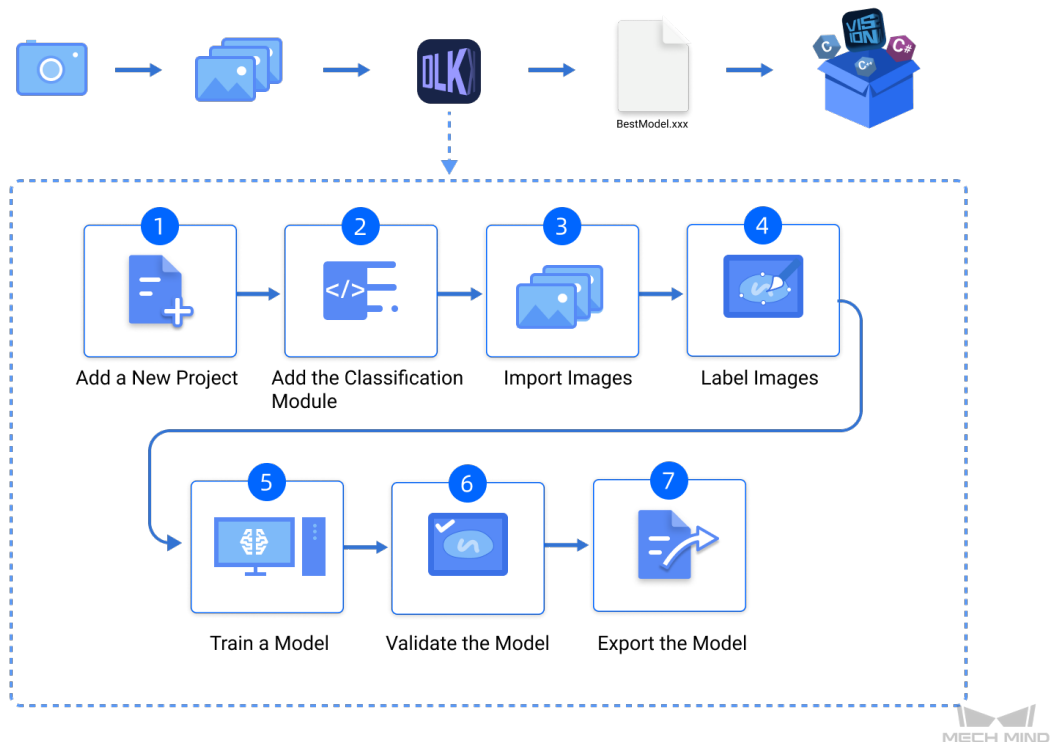 DLK
VIS
ION
C
C#
C++
BestModel.xxx
1
2
3
4
</>
Add a New Project
Add the Classification
Module
Import Images
Label Images
5
6
7
Train a Model
Validate the Model
Export the Model
MECH MIND